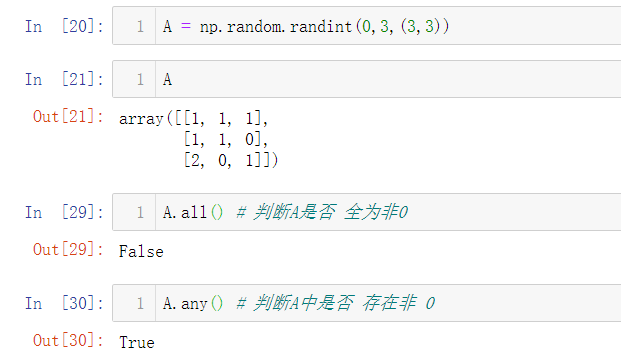 In [20]: 1 A = np.random.randint(0,3,(3,3))
In [21]: 1 A
Out[21]: array([[1, 1, 1],
[1, 1, 0],
[2, 0, 1]])
In [29]: 1 A.all() # 判断A是否 全为非0
Out[29]: False
In [30]: 1 A.any() # 判断A中是否 存在非 0
Out[30]: True